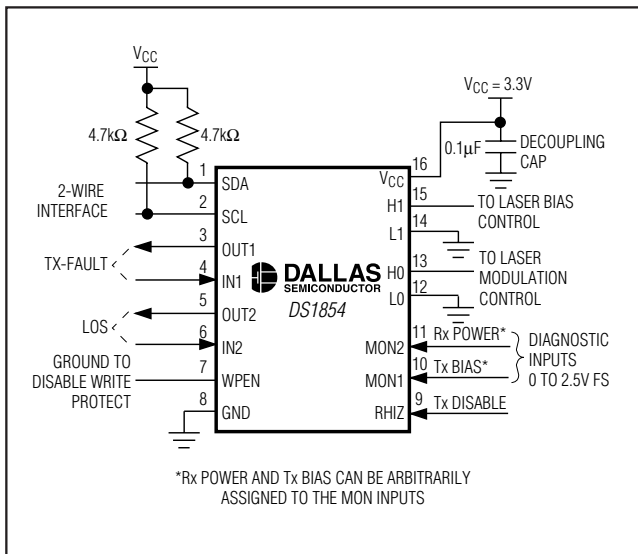 VCC
4.7kΩ
4.7kΩ
2-WIRE
INTERFACE
TX-FAULT
LOS
GROUND TO
DISABLE WRITE
PROTECT
1
SDA
2
SCL
3
OUT1
4
IN1
5
OUT2
6
IN2
7
WPEN
8
GND
DALLAS
SEMICONDUCTOR
DS1854
VCC = 3.3V
0.1μF
DECOUPLING
CAP
16
VCC
15
H1
TO LASER BIAS
CONTROL
14
L1
13
H0
TO LASER
MODULATION
CONTROL
12
L0
11
MON2
Rx POWER*
10
MON1
Tx BIAS*
DIAGNOSTIC
INPUTS
0 TO 2.5V FS
9
RHIZ
Tx DISABLE
*Rx POWER AND Tx BIAS CAN BE ARBITRARILY
ASSIGNED TO THE MON INPUTS